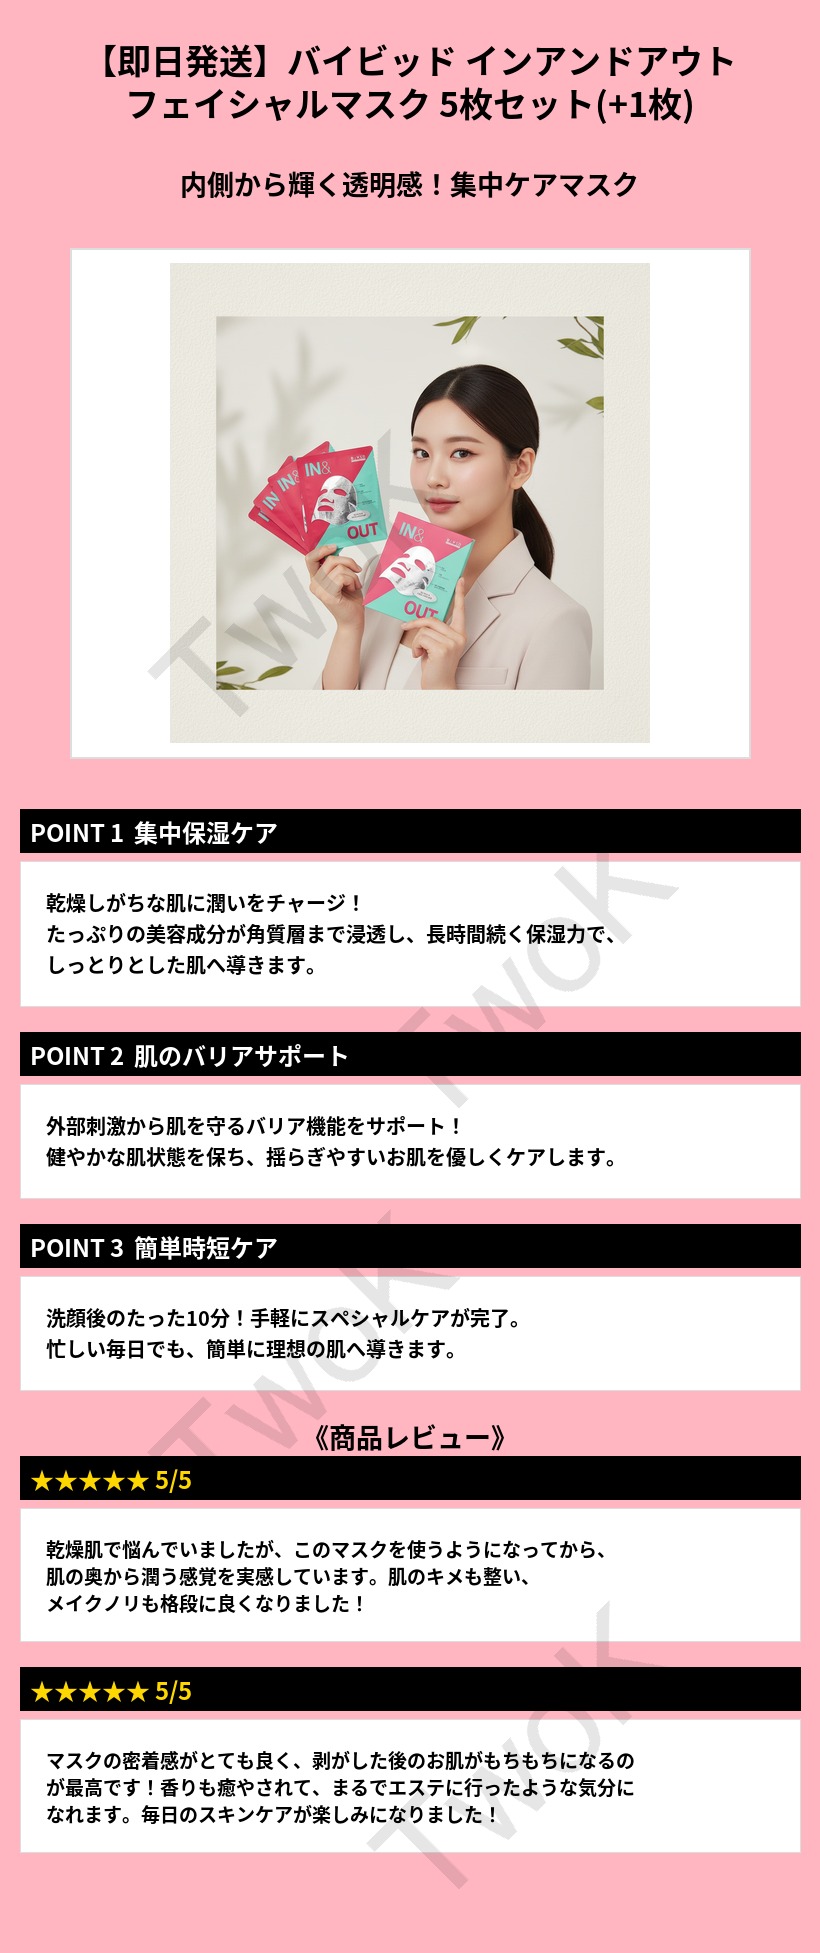 【即日発送】バイビッド インアンドアウト
フェイシャルマスク 5枚セット(+1枚)
内側から輝く透明感！集中ケアマスク
IN&
IN
IN
IN&
OUT
IN&
OUT
TwoK
POINT 1 集中保湿ケア
乾燥しがちな肌に潤いをチャージ！
たっぷりの美容成分が角質層まで浸透し、長時間続く保湿力で、
しっとりとした肌へ導きます。
TwoK
POINT 2 肌のバリアサポート
外部刺激から肌を守るバリア機能をサポート！
健やかな肌状態を保ち、揺らぎやすいお肌を優しくケアします。
POINT 3 簡単時短ケア
洗顔後のたった10分！手軽にスペシャルケアが完了。
忙しい毎日でも、簡単に理想の肌へ導きます。
TwoK
《商品レビュー》
★★★★★ 5/5
乾燥肌で悩んでいましたが、このマスクを使うようになってから、
肌の奥から潤う感覚を実感しています。肌のキメも整い、
メイクノリも格段に良くなりました！
★★★★★ 5/5
マスクの密着感がとても良く、剥がした後のお肌がもちもちになるの
が最高です！香りも癒やされて、まるでエステに行ったような気分に
なれます。毎日のスキンケアが楽しみになりました！
TwoK